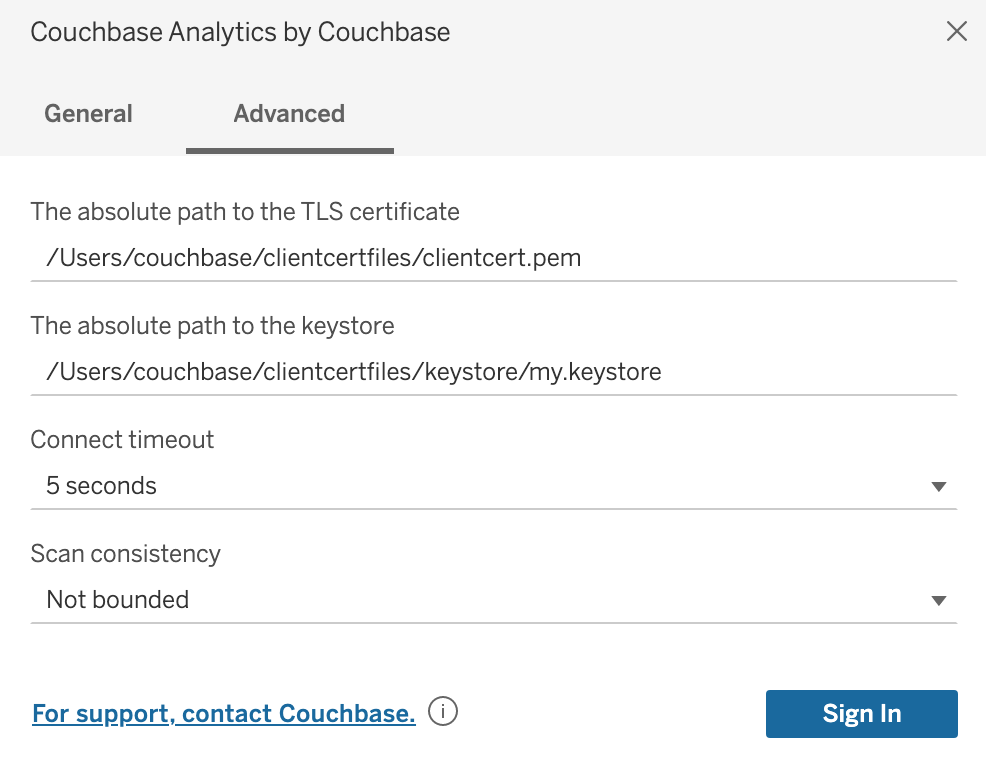 Couchbase Analytics by Couchbase
General
Advanced
The absolute path to the TLS certificate
/Users/couchbase/clientcertfiles/clientcert.pem
The absolute path to the keystore
/Users/couchbase/clientcertfiles/keystore/my.keystore
Connect timeout
5 seconds
Scan consistency
Not bounded
For support, contact Couchbase.
Sign In